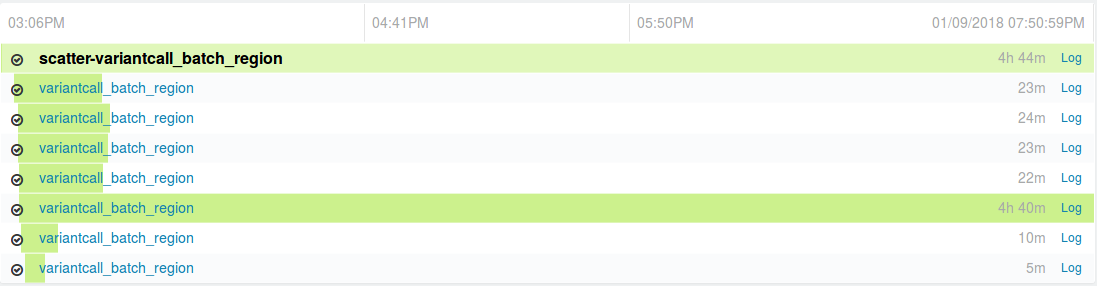 03:06PM 04:41PM 05:50PM 01/09/2018 07:50:59PM
scatter-variantcall_batch_region 4h 44m Log
variantcall_batch_region 23m Log
variantcall_batch_region 24m Log
variantcall_batch_region 23m Log
variantcall_batch_region 22m Log
variantcall_batch_region 4h 40m Log
variantcall_batch_region 10m Log
variantcall_batch_region 5m Log